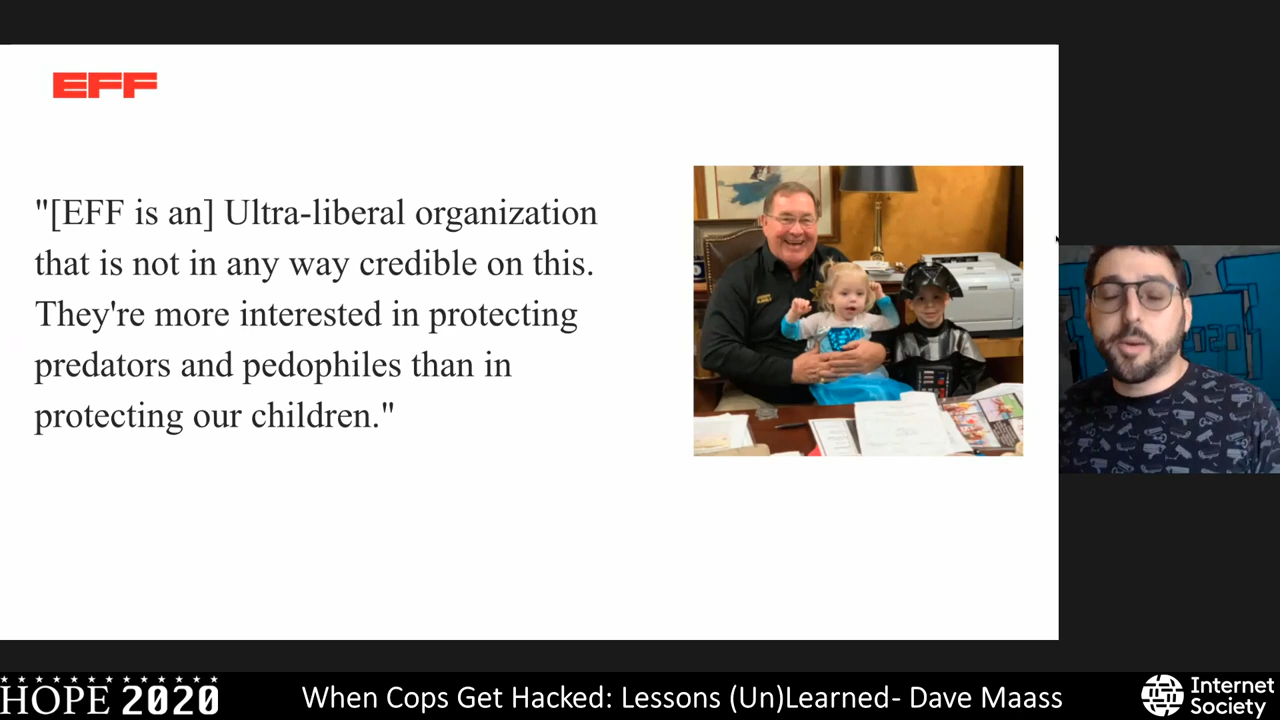 EFF
"[EFF is an] Ultra-liberal organization
that is not in any way credible on this.
They're more interested in protecting
predators and pedophiles than in
protecting our children."
HOPE 2020
When Cops Get Hacked: Lessons (Un)Learned- Dave Maass
Internet
Society